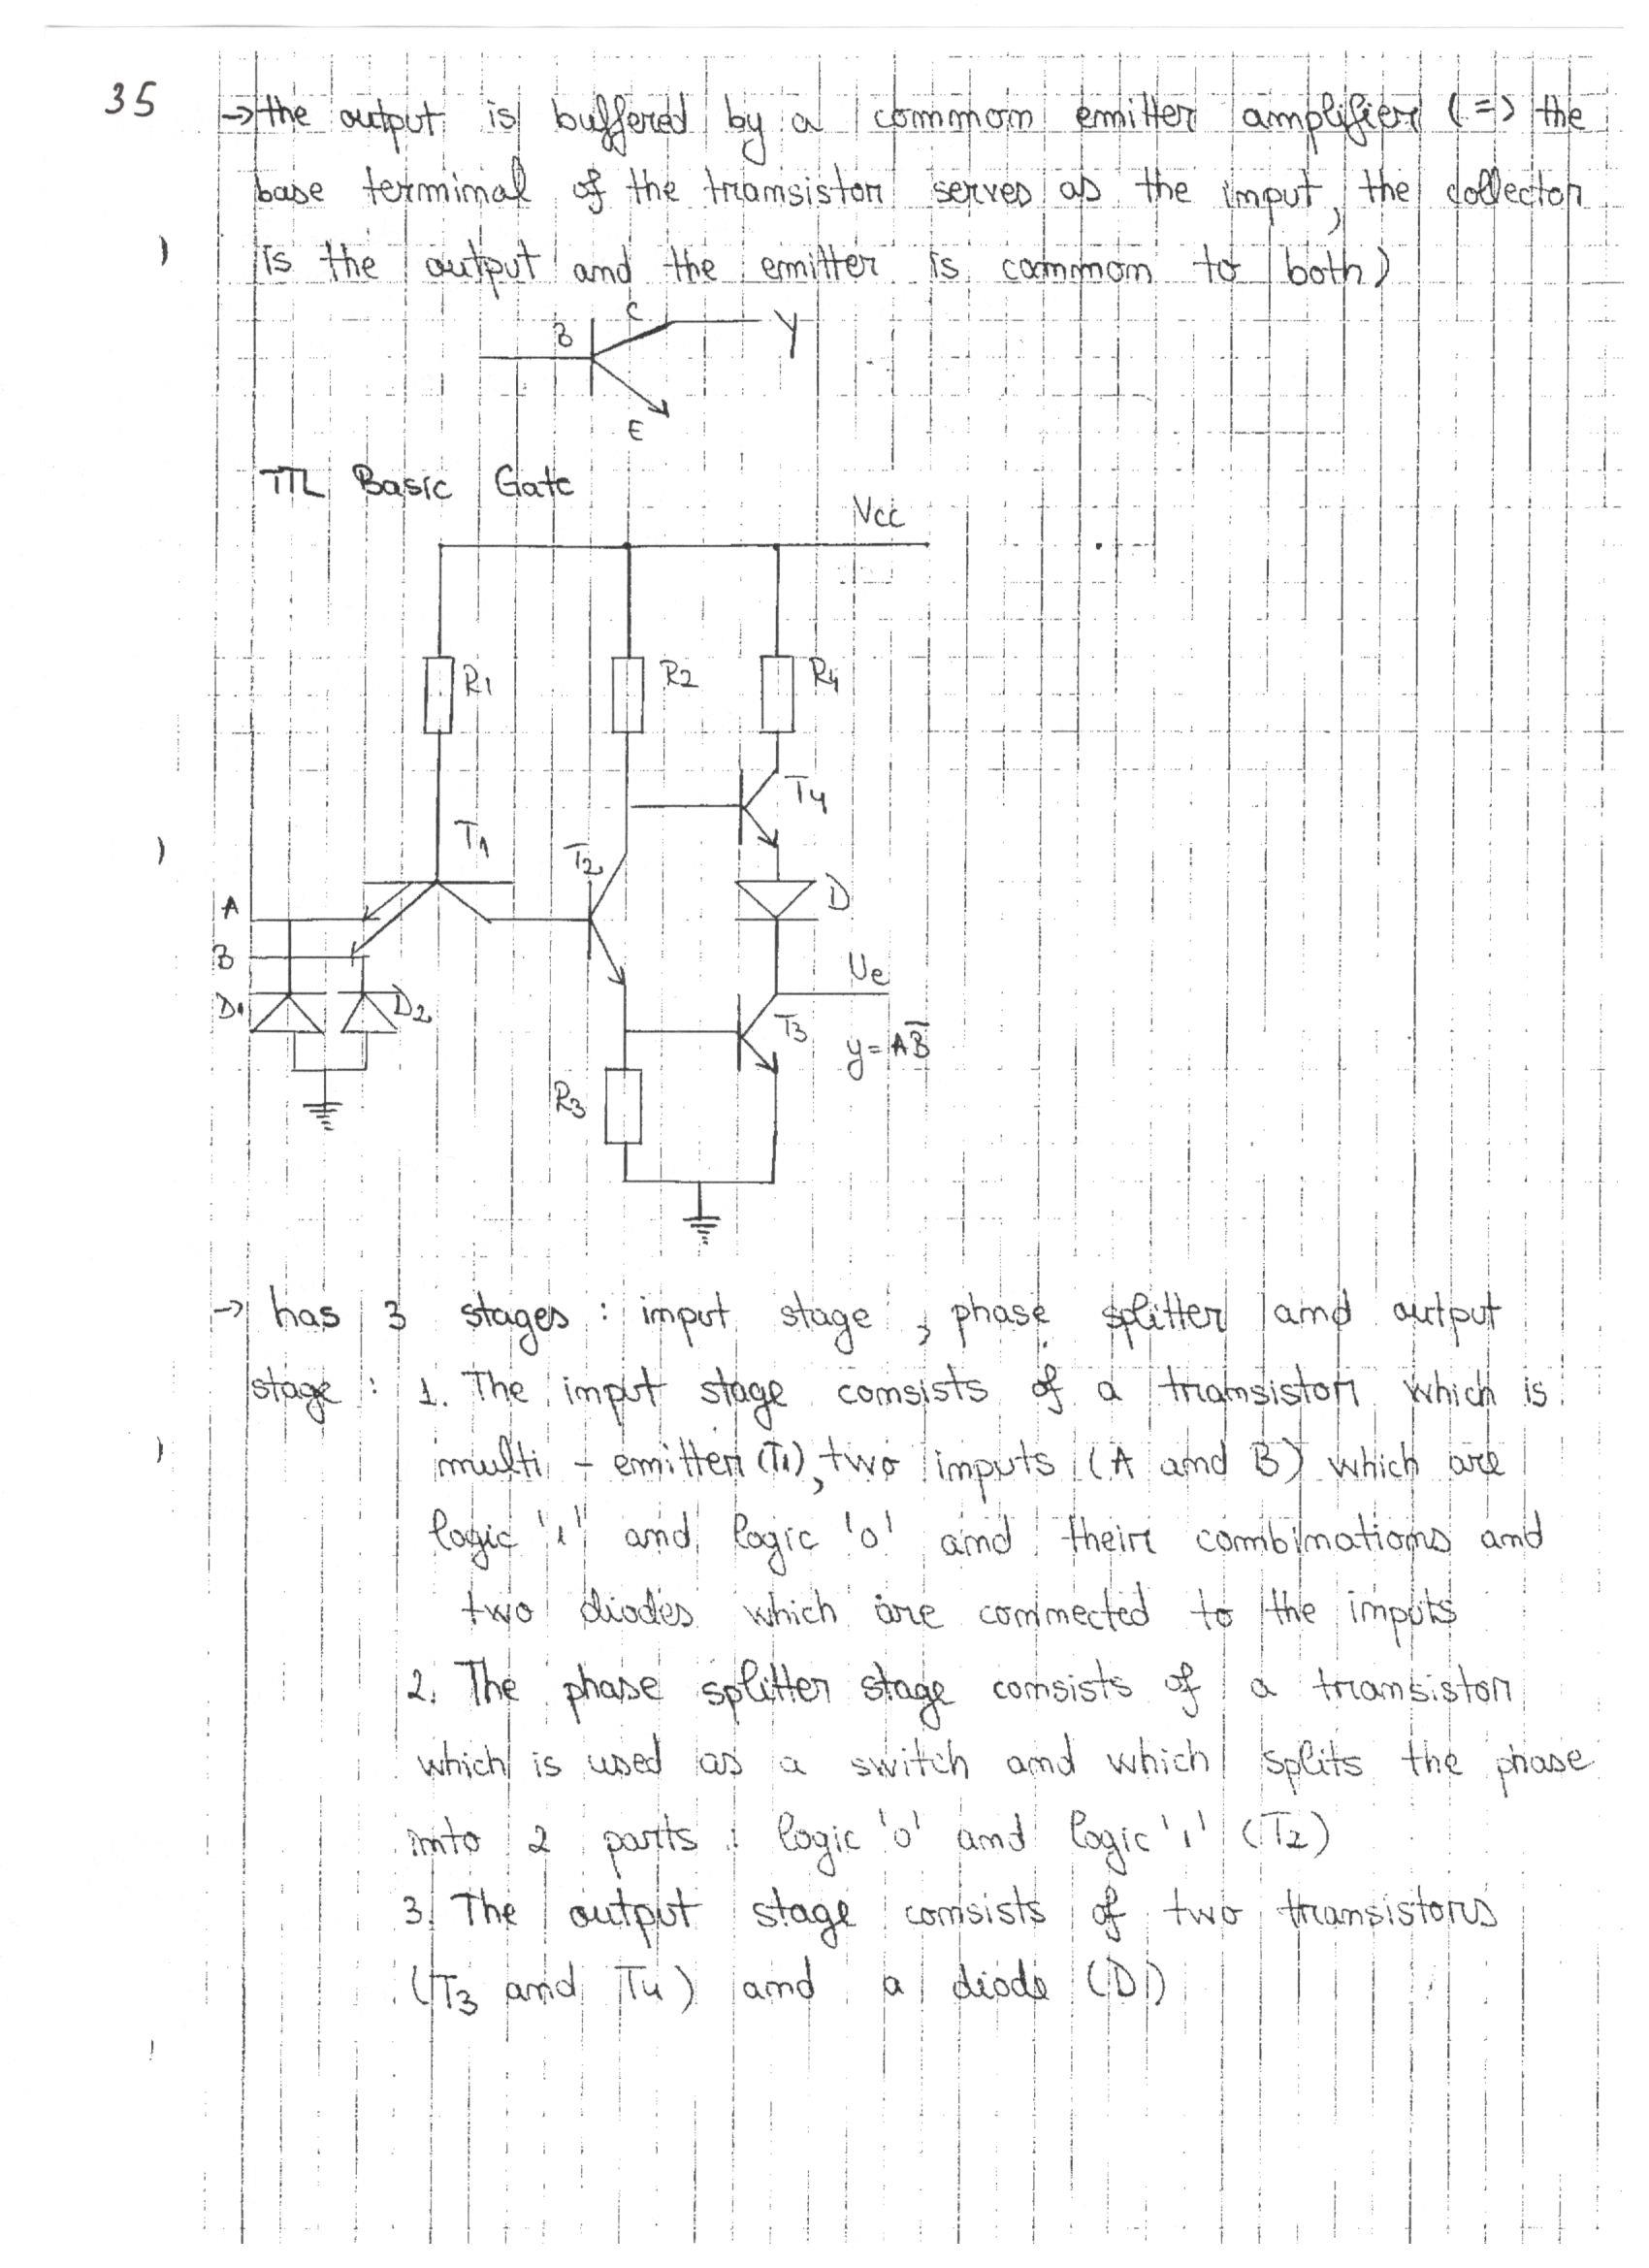 35
→ the output is buffered by a common emitter amplifier (=> the
base terminal of the transistor serves as the input, the collector
is the output and the emitter is common to both)
C
B
Y
E
TTL Basic Gate
Vcc
R1
R2
R4
T4
T1
T2
A
D
B
Ue
D1
D2
T3
y = AB̅
R3
→ has 3 stages : input stage , phase splitter and output
stage : 1. The input stage consists of a transistor which is
multi - emitter (T1), two inputs (A and B) which are
logic '1' and logic '0' and their combinations and
two diodes which are connected to the inputs
2. The phase splitter stage consists of a transistor
which is used as a switch and which splits the phase
into 2 parts : logic '0' and logic '1' (T2)
3. The output stage consists of two transistors
(T3 and T4) and a diode (D1)